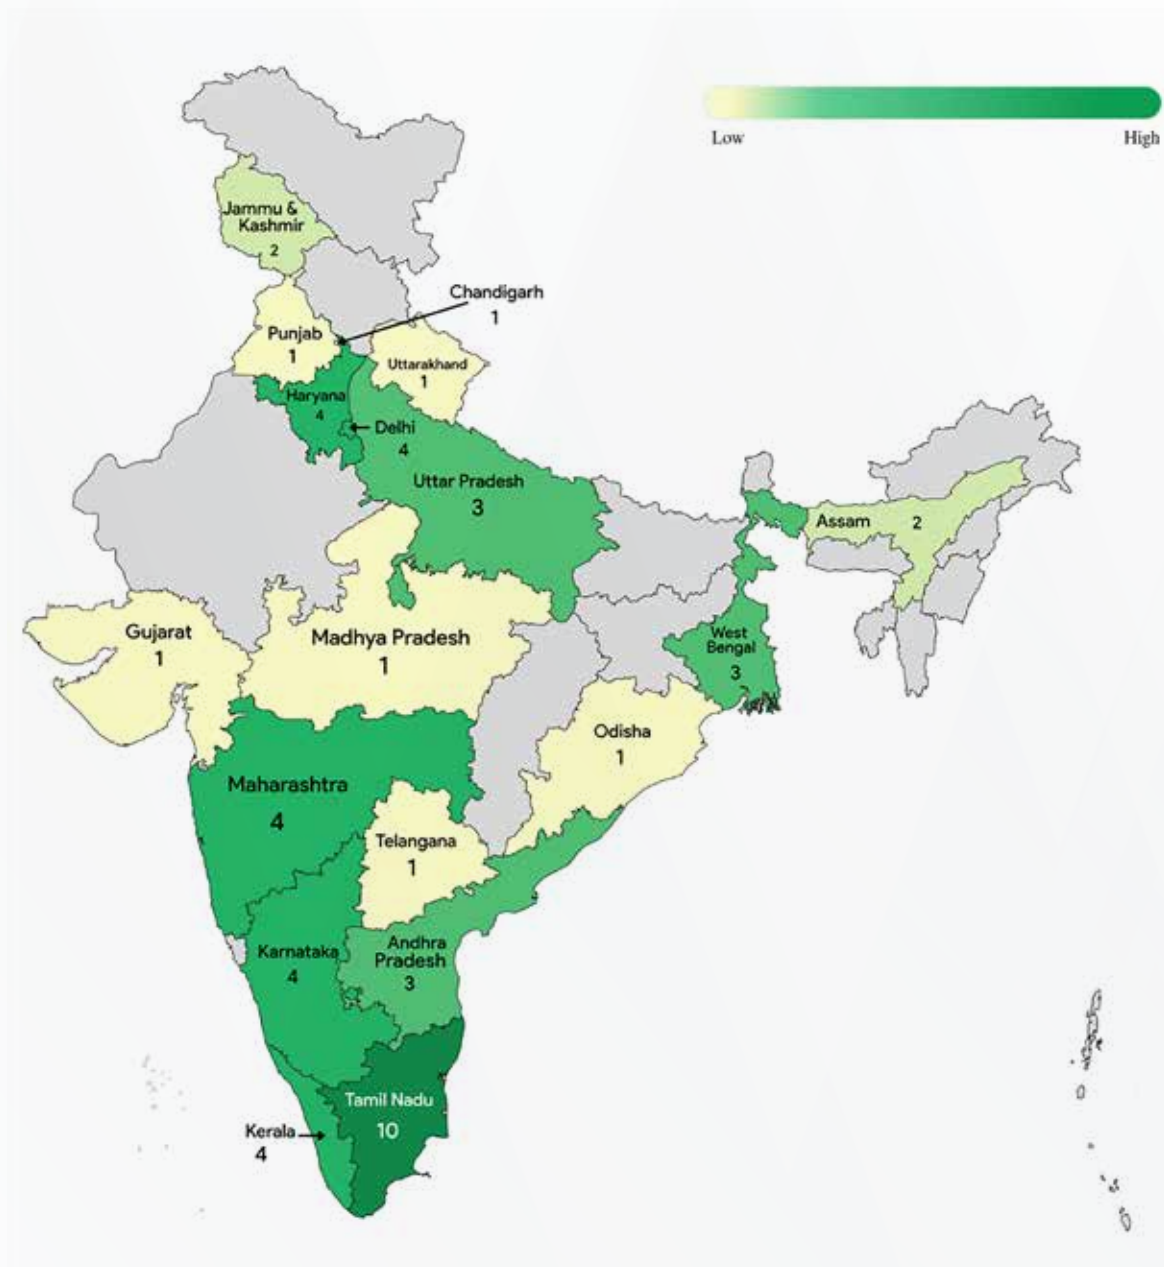 Low
High
Jammu &
Kashmir
2
Chandigarh
1
Punjab
1
Uttarakhand
1
Haryana
4
Delhi
4
Uttar Pradesh
3
Assam 2
Gujarat
1
Madhya Pradesh
1
West
Bengal
3
Odisha
1
Maharashtra
4
Telangana
1
Karnataka
4
Andhra
Pradesh
3
Tamil Nadu
10
Kerala
4